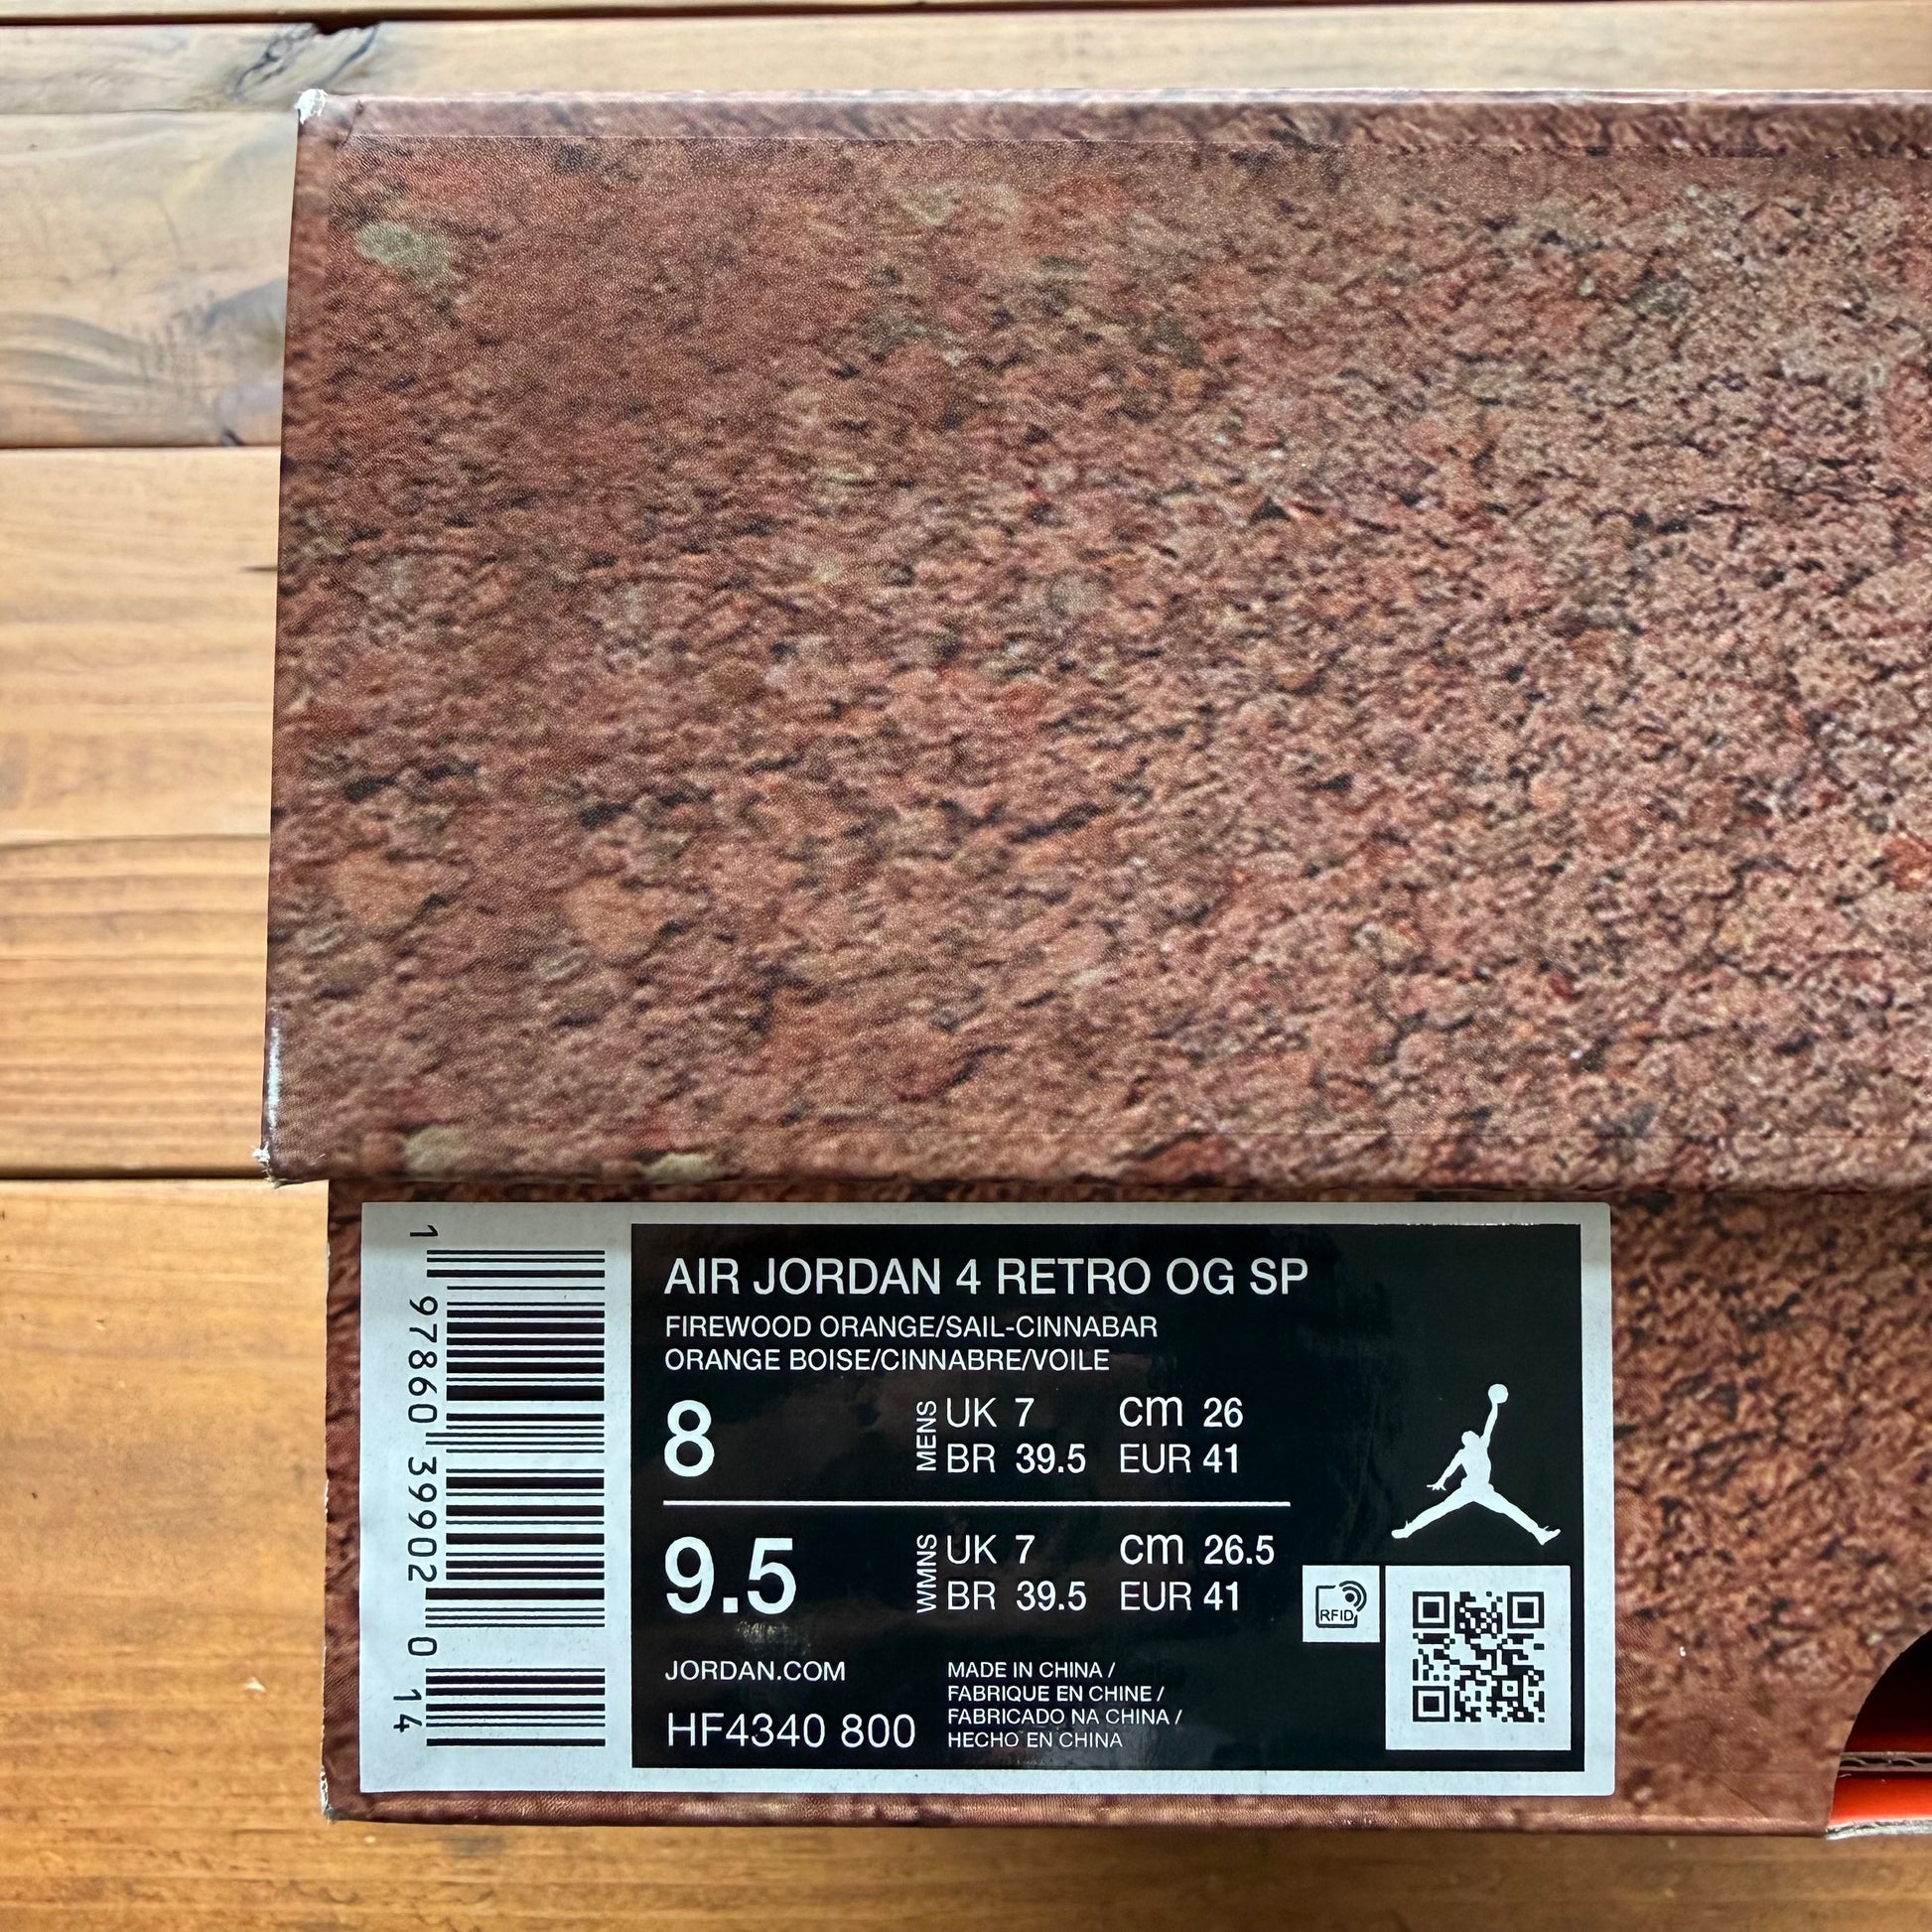 AIR JORDAN 4 RETRO OG SP
FIREWOOD ORANGE/SAIL-CINNABAR
ORANGE BOISE/CINNABRE/VOILE
8 MENS UK 7 cm 26
BR 39.5 EUR 41
9.5 WMNS UK 7 cm 26.5
BR 39.5 EUR 41
RFID
JORDAN.COM
HF4340 800
MADE IN CHINA /
FABRIQUE EN CHINE /
FABRICADO NA CHINA /
HECHO EN CHINA
1 97860 39902 0 14